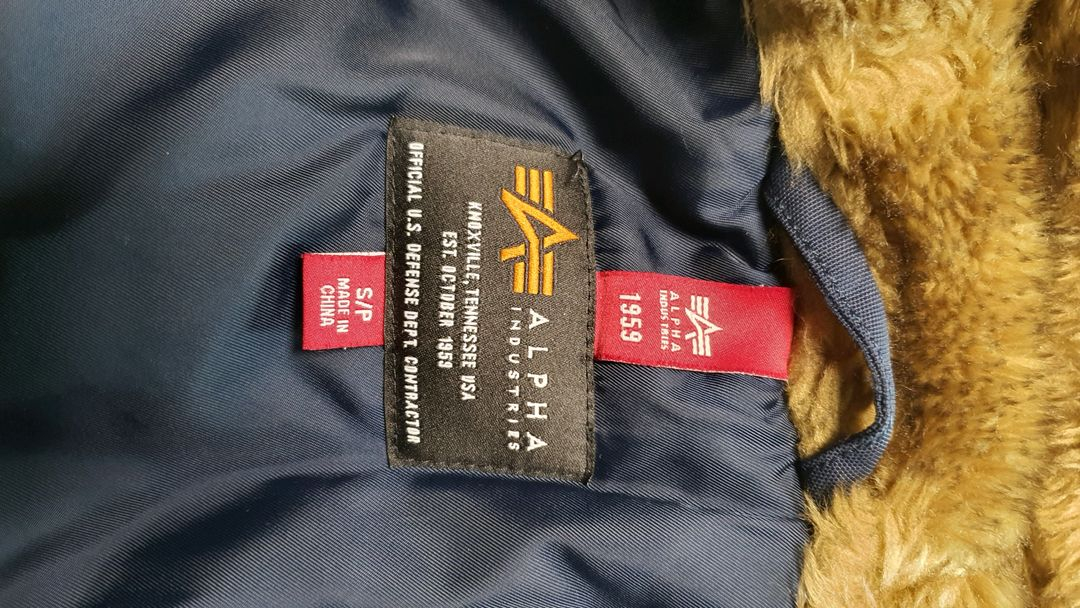 ALPHA
INDUSTRIES
1959
ALPHA
INDUSTRIES
KNOXVILLE, TENNESSEE USA
EST. OCTOBER 1959
OFFICIAL U.S. DEFENSE DEPT. CONTRACTOR
S/P
MADE IN
CHINA